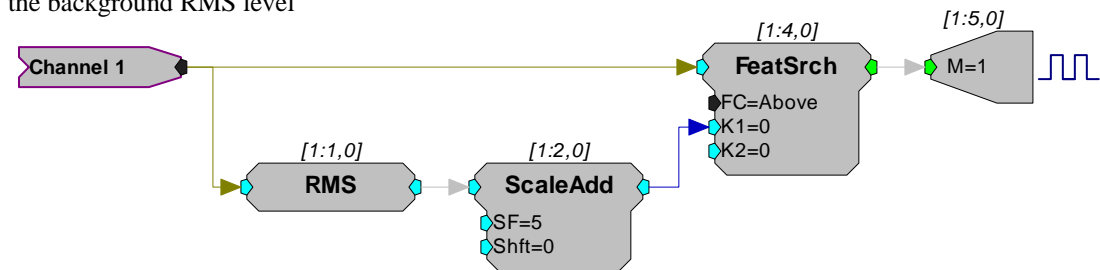 the background RMS level
[1:5,0]
[1:4,0]
Channel 1
FeatSrch
M=1
FC=Above
K1=0
K2=0
[1:1,0]
[1:2,0]
RMS
ScaleAdd
SF=5
Shft=0